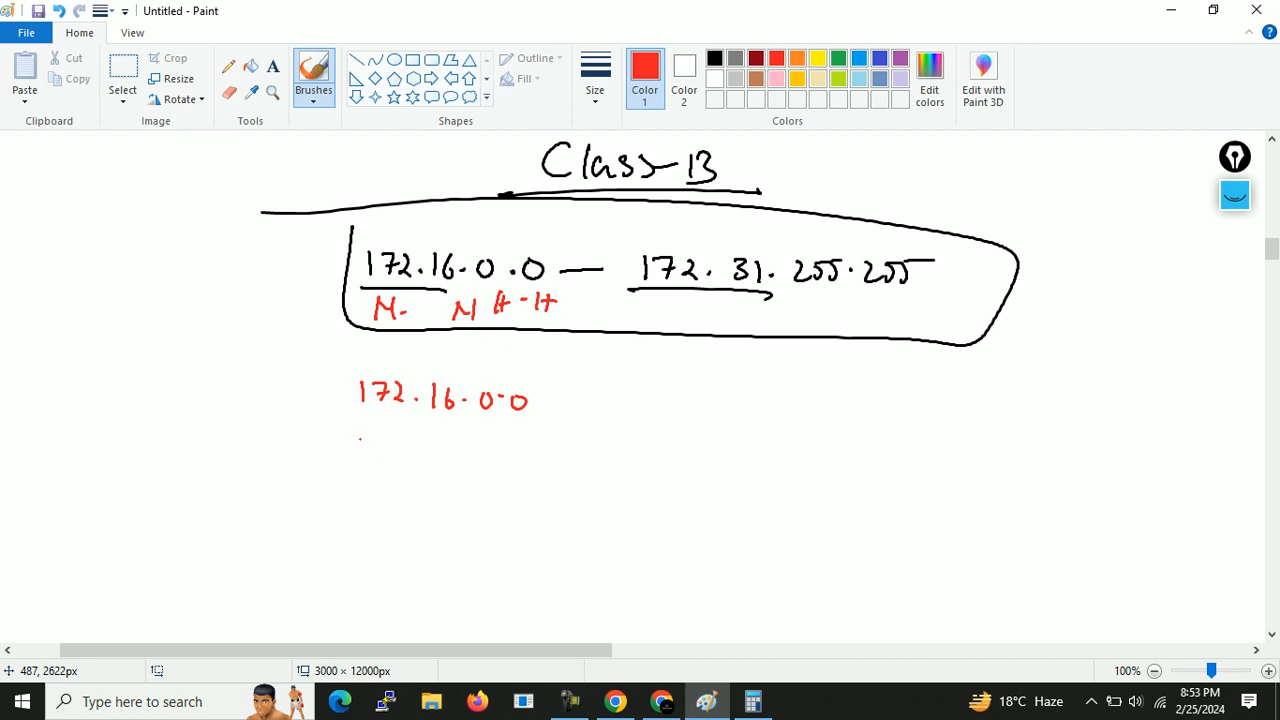 Untitled - Paint
File Home View
Paste Cut Copy
Clipboard
Select Crop Resize Rotate
Image
A
Tools
Brushes
Outline Fill
Shapes
Size
Color 1 Color 2
Edit colors
Colors
Edit with Paint 3D
Class-B
172.16.0.0 — 172.31.255.255
N. N H.H
172.16.0.0
487, 2622px 3000 × 12000px 100%
Type here to search 18°C Haze 8:53 PM
2/25/2024